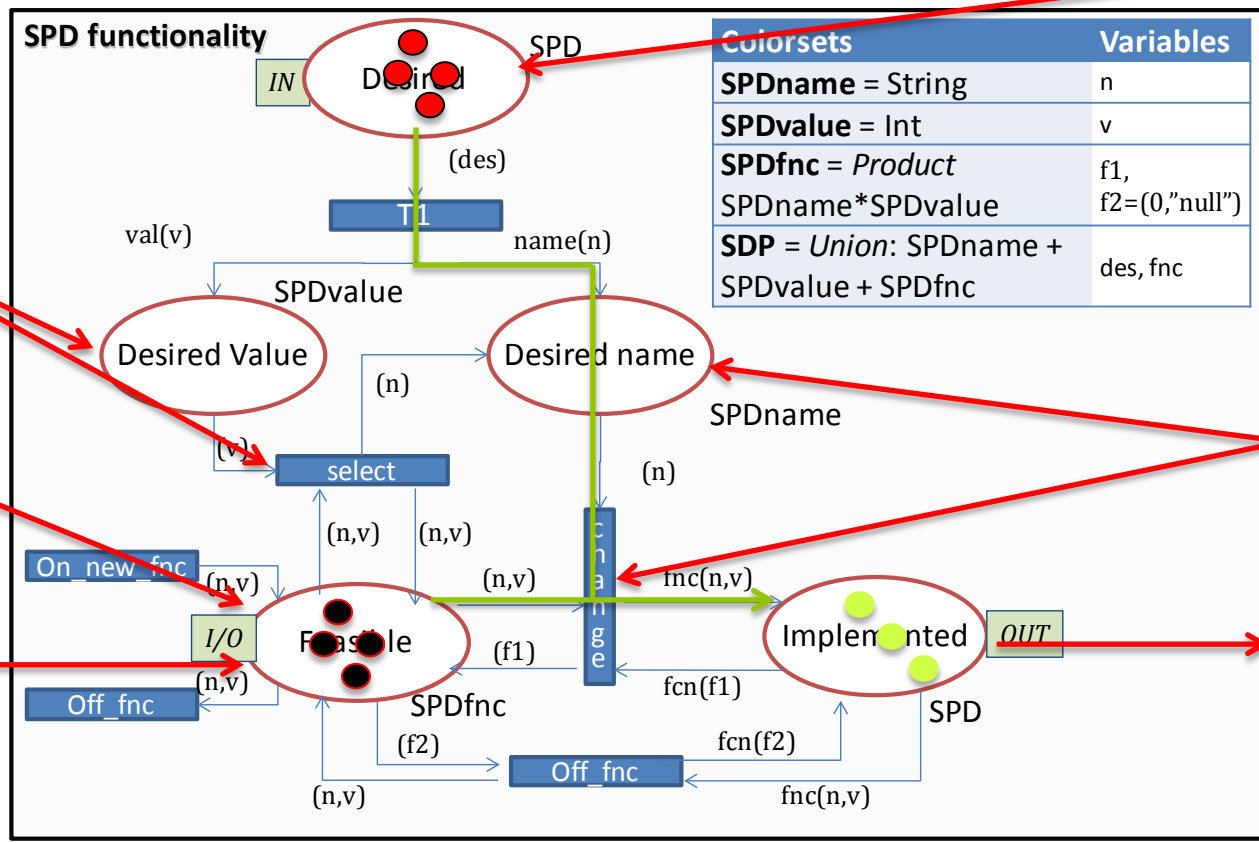 SPD functionality
SPD
IN
Desired
(des)
T1
val(v)
name(n)
SPDvalue
Desired Value
Desired name
(n)
SPDname
(v)
select
(n)
(n,v)
(n,v)
On_new_fnc
(n,v)
(n,v)
change
fnc(n,v)
I/O
Feasible
Implemented
OUT
(f1)
(n,v)
fcn(f1)
Off_fnc
SPDfnc
SPD
(f2)
fcn(f2)
Off_fnc
(n,v)
fnc(n,v)
Colorsets Variables
SPDname = String n
SPDvalue = Int v
SPDfnc = Product f1,
SPDname*SPDvalue f2=(0,"null")
SDP = Union: SPDname + des, fnc
SPDvalue + SPDfnc